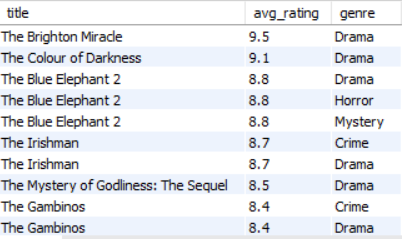 title avg_rating genre
The Brighton Miracle 9.5 Drama
The Colour of Darkness 9.1 Drama
The Blue Elephant 2 8.8 Drama
The Blue Elephant 2 8.8 Horror
The Blue Elephant 2 8.8 Mystery
The Irishman 8.7 Crime
The Irishman 8.7 Drama
The Mystery of Godliness: The Sequel 8.5 Drama
The Gambinos 8.4 Crime
The Gambinos 8.4 Drama